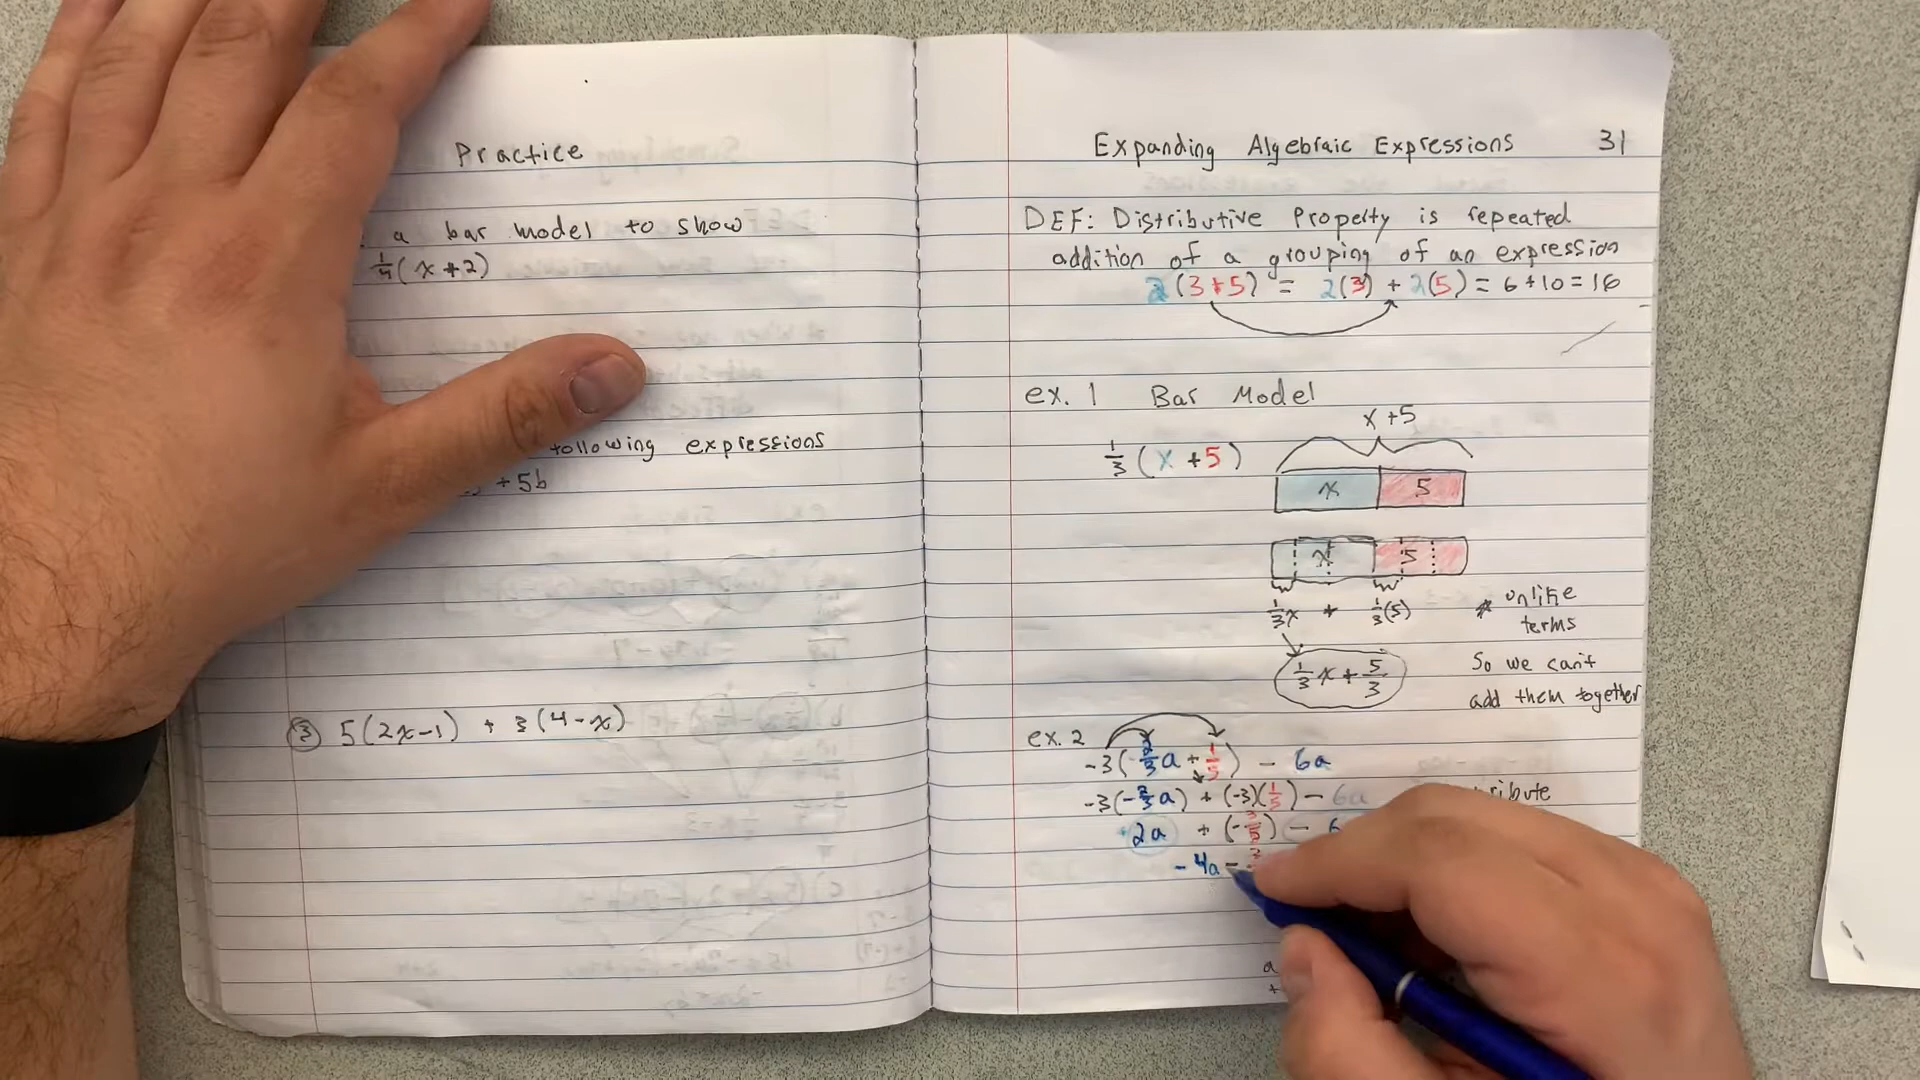 Practice
a bar model to show
1/4(x+2)
following expressions
+5b
③ 5(2x-1) + 3(4-x)
Expanding Algebraic Expressions 31
DEF: Distributive Property is repeated
addition of a grouping of an expression
2(3+5) = 2(3) + 2(5) = 6+10=16
ex. 1 Bar Model
x+5
1/3(x+5)
x 5
x 5
1/3x + 1/3(5)
* unlike
terms
1/3x + 5/3
So we can't
add them together
ex. 2
-3(-2/3a + 1/5) - 6a
-3(-2/3a) + (-3)(1/5) - 6a
2a + (-3/5) - 6
-4a -